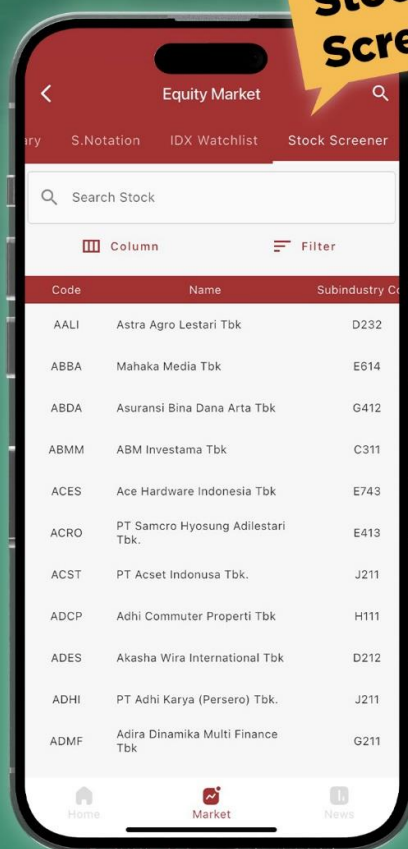 Stoc
Scre
Equity Market
ry S.Notation IDX Watchlist Stock Screener
Search Stock
Column Filter
Code Name Subindustry Co
AALI Astra Agro Lestari Tbk D232
ABBA Mahaka Media Tbk E614
ABDA Asuransi Bina Dana Arta Tbk G412
ABMM ABM Investama Tbk C311
ACES Ace Hardware Indonesia Tbk E743
ACRO PT Samcro Hyosung Adilestari
Tbk. E413
ACST PT Acset Indonusa Tbk. J211
ADCP Adhi Commuter Properti Tbk H111
ADES Akasha Wira International Tbk D212
ADHI PT Adhi Karya (Persero) Tbk. J211
ADMF Adira Dinamika Multi Finance
Tbk G211
Home Market News